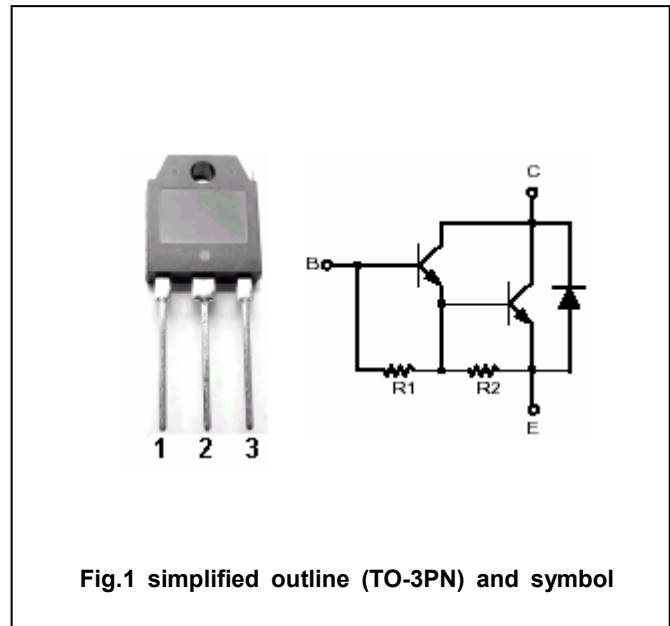 C
B
R1 R2
E
1 2 3
Fig.1 simplified outline (TO-3PN) and symbol